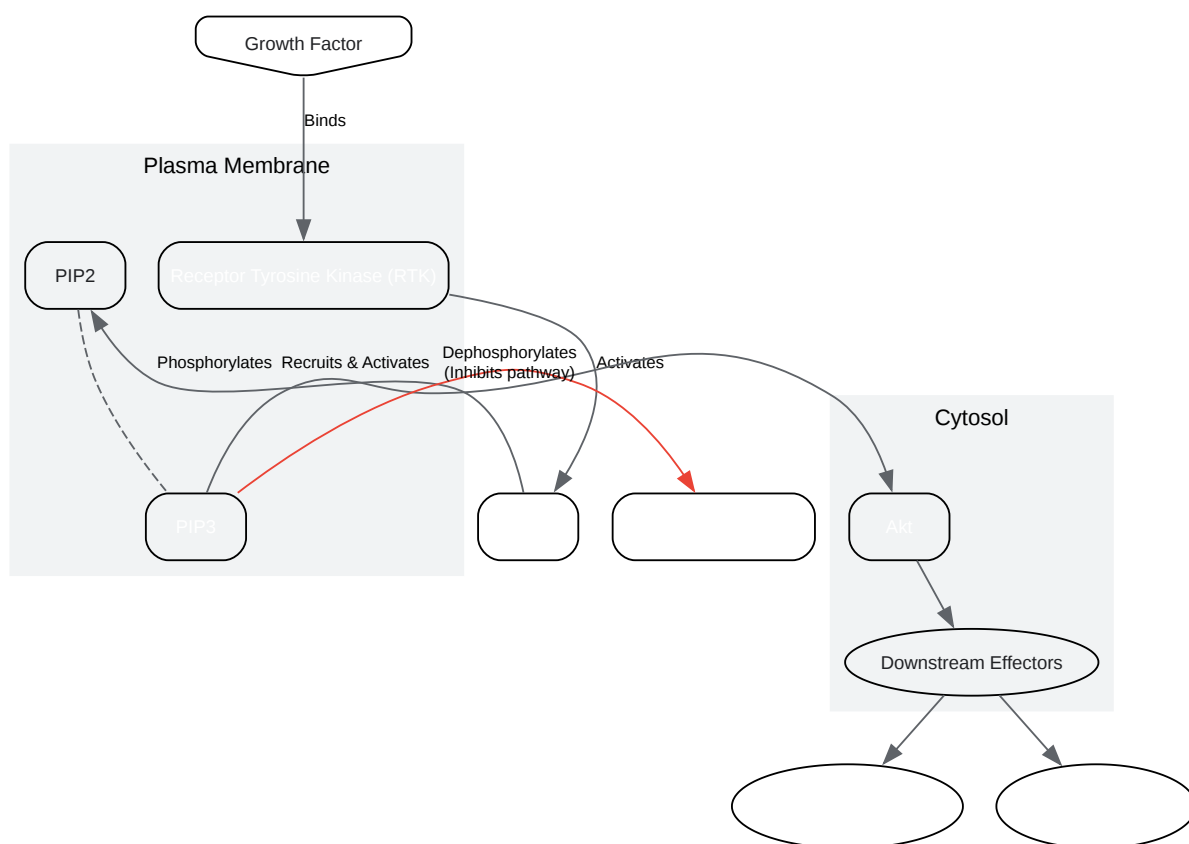 Growth Factor
Binds
Plasma Membrane
PIP2
Receptor Tyrosine Kinase (RTK)
Phosphorylates
Recruits & Activates
Dephosphorylates
(Inhibits pathway)
Activates
Cytosol
PIP3
Akt
Downstream Effectors